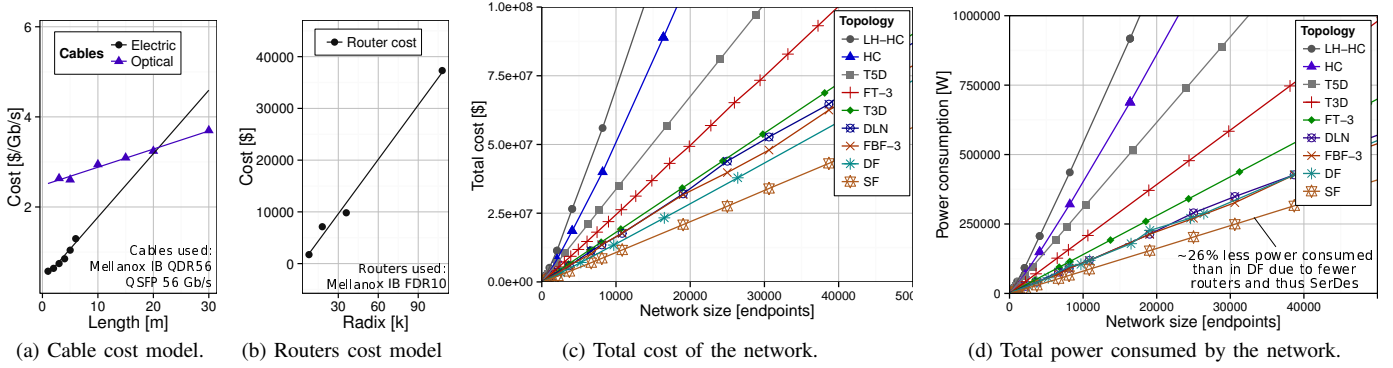 6
4
2
Cost [$/Gb/s]
Cables
Electric
Optical
Cables used:
Mellanox IB QDR56
QSFP 56 Gb/s
0
10
20
30
Length [m]
(a) Cable cost model.
40000
30000
20000
10000
0
Cost [$]
Router cost
Routers used:
Mellanox IB FDR10
30
60
90
Radix [k]
(b) Routers cost model
1.0e+08
7.5e+07
5.0e+07
2.5e+07
0.0e+00
Total cost [$]
Topology
LH-HC
HC
T5D
FT-3
T3D
DLN
FBF-3
DF
SF
0
10000
20000
30000
40000
500
Network size [endpoints]
(c) Total cost of the network.
1000000
750000
500000
250000
0
Power consumption [W]
Topology
LH-HC
HC
T5D
T3D
FT-3
DLN
FBF-3
DF
SF
~26% less power consumed
than in DF due to fewer
routers and thus SerDes
0
10000
20000
30000
40000
Network size [endpoints]
(d) Total power consumed by the network.